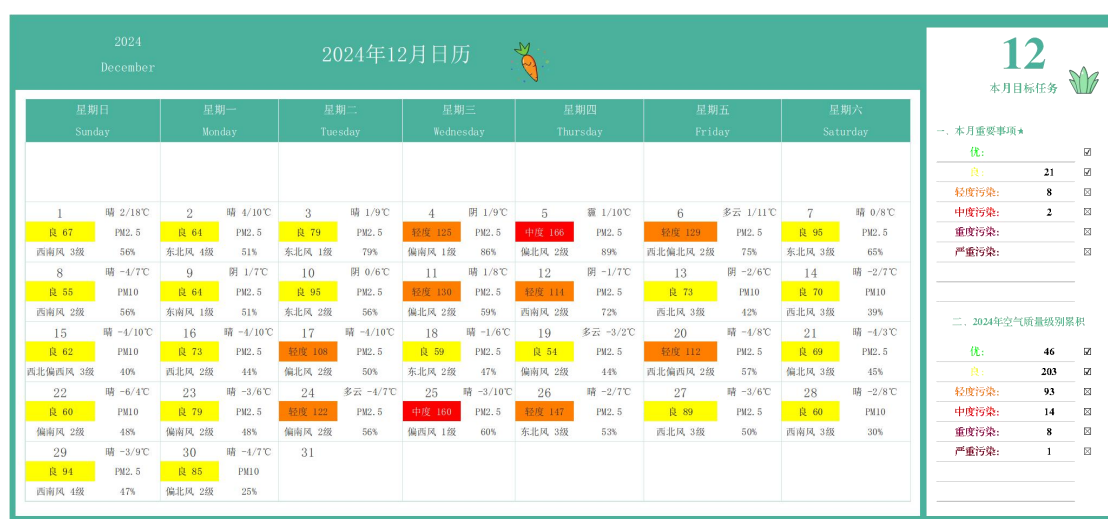 2024
December
2024年12月日历
星期日 星期一 星期二 星期三 星期四 星期五 星期六
Sunday Monday Tuesday Wednesday Thursday Friday Saturday
1 晴 2/18℃ 2 晴 4/10℃ 3 晴 1/9℃ 4 阴 1/9℃ 5 霾 1/10℃ 6 多云 1/11℃ 7 晴 0/8℃
良 67 PM2.5 良 64 PM2.5 良 79 PM2.5 轻度 125 PM2.5 中度 166 PM2.5 轻度 129 PM2.5 良 95 PM2.5
西南风 3级 56% 东北风 4级 51% 东北风 1级 79% 偏南风 1级 86% 偏北风 2级 89% 西北偏北风 2级 75% 东北风 3级 65%
8 晴 -4/7℃ 9 阴 1/7℃ 10 阴 0/6℃ 11 晴 1/8℃ 12 阴 -1/7℃ 13 阴 -2/6℃ 14 晴 -2/7℃
良 55 PM10 良 64 PM2.5 良 95 PM2.5 轻度 130 PM2.5 轻度 114 PM2.5 良 73 PM10 良 70 PM10
西南风 2级 56% 东南风 1级 51% 偏南风 2级 56% 偏北风 2级 59% 西南风 2级 72% 西北风 3级 42% 西北风 3级 39%
15 晴 -4/10℃ 16 晴 -4/10℃ 17 晴 -4/10℃ 18 晴 -1/6℃ 19 多云 -3/2℃ 20 晴 -4/8℃ 21 晴 -4/3℃
良 62 PM10 良 73 PM2.5 轻度 108 PM2.5 良 59 PM2.5 良 54 PM2.5 轻度 112 PM2.5 良 69 PM2.5
西北偏西风 3级 40% 西北风 2级 44% 偏北风 2级 50% 东北风 2级 47% 偏南风 2级 44% 西北偏西风 2级 57% 偏北风 3级 45%
22 晴 -6/4℃ 23 晴 -3/6℃ 24 多云 -4/7℃ 25 晴 -3/10℃ 26 晴 -2/7℃ 27 晴 -3/6℃ 28 晴 -2/8℃
良 60 PM10 良 79 PM2.5 轻度 122 PM2.5 中度 160 PM2.5 轻度 147 PM2.5 良 89 PM2.5 良 60 PM10
偏南风 2级 48% 偏南风 2级 48% 偏南风 2级 56% 偏西风 1级 60% 东北风 3级 53% 西北风 3级 50% 西南风 3级 30%
29 晴 -3/9℃ 30 晴 -4/7℃ 31
良 94 PM2.5 良 85 PM10
西南风 4级 47% 偏北风 2级 25%
12
本月目标任务
一. 本月重要事项★
优: ☑
良: 21 ☑
轻度污染: 8 ☒
中度污染: 2 ☒
重度污染: ☒
严重污染: ☒
二. 2024年空气质量级别累积
优: 46 ☑
良: 203 ☑
轻度污染: 93 ☒
中度污染: 14 ☒
重度污染: 8 ☒
严重污染: 1 ☒